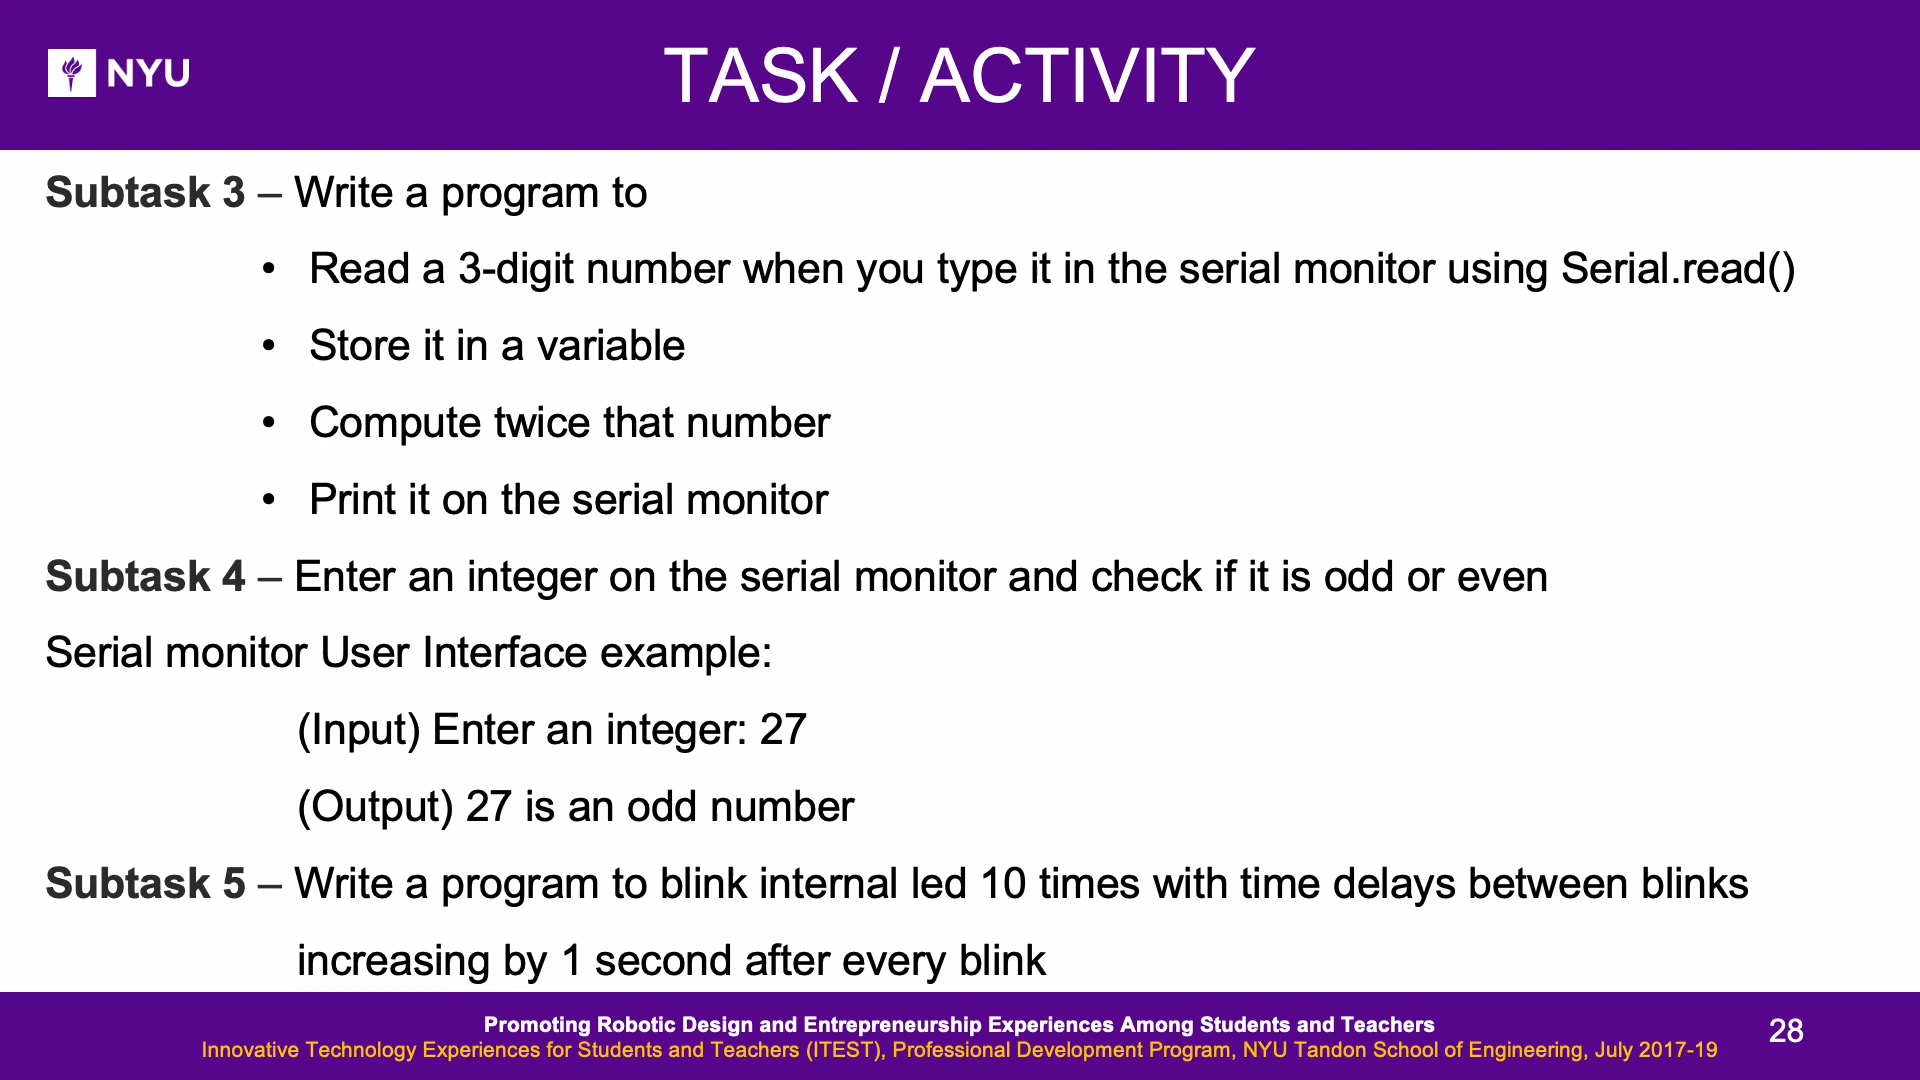 NYU
TASK / ACTIVITY
Subtask 3 – Write a program to
• Read a 3-digit number when you type it in the serial monitor using Serial.read()
• Store it in a variable
• Compute twice that number
• Print it on the serial monitor
Subtask 4 – Enter an integer on the serial monitor and check if it is odd or even
Serial monitor User Interface example:
(Input) Enter an integer: 27
(Output) 27 is an odd number
Subtask 5 – Write a program to blink internal led 10 times with time delays between blinks
increasing by 1 second after every blink
Promoting Robotic Design and Entrepreneurship Experiences Among Students and Teachers
Innovative Technology Experiences for Students and Teachers (ITEST), Professional Development Program, NYU Tandon School of Engineering, July 2017-19
28